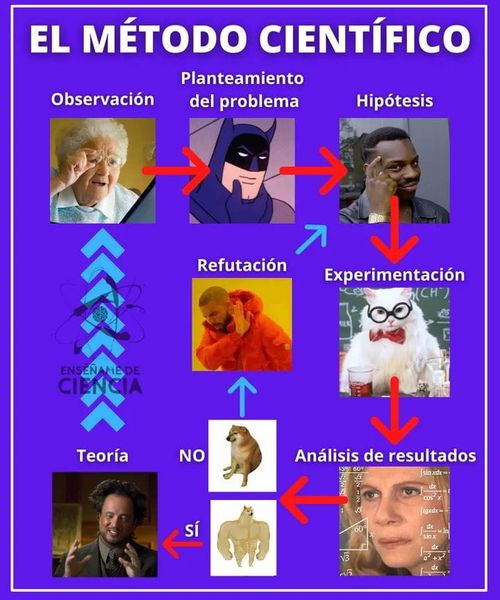 EL MÉTODO CIENTÍFICO
Observación
Planteamiento
del problema
Hipótesis
Refutación
Experimentación
ENSÉÑAME DE
CIENCIA
Teoría
NO
Análisis de resultados
SÍ